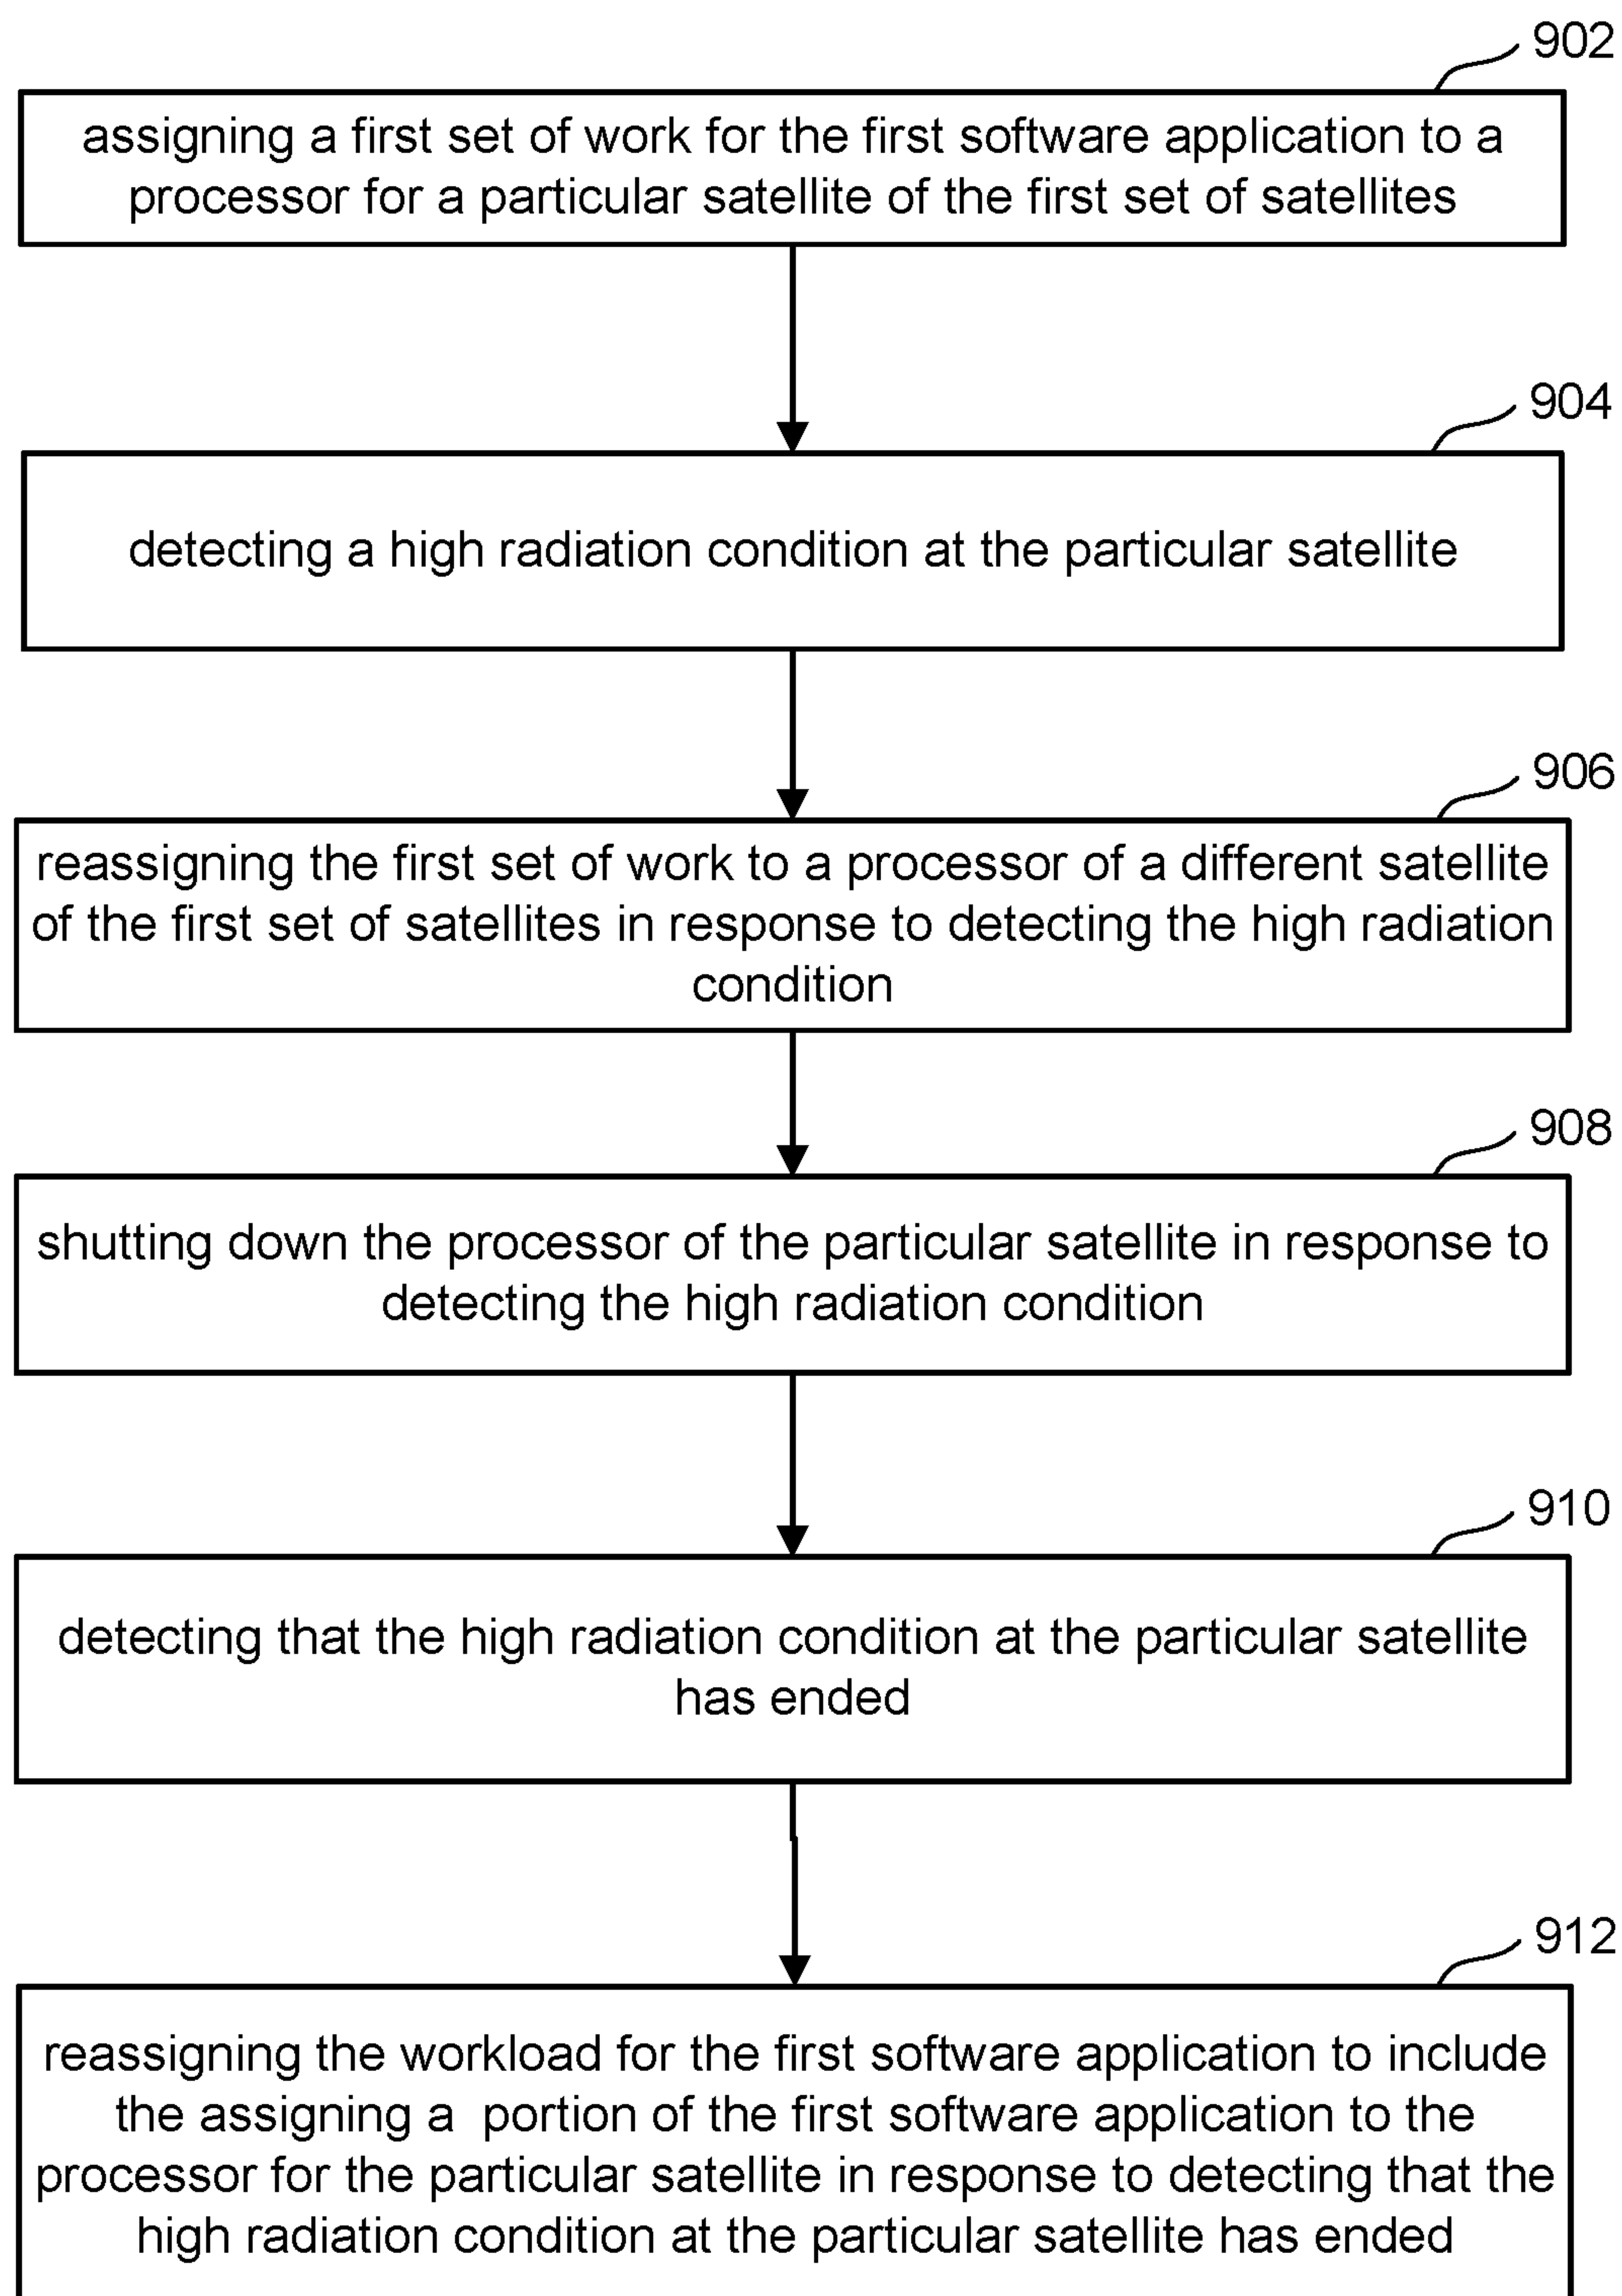 902
assigning a first set of work for the first software application to a
processor for a particular satellite of the first set of satellites
904
detecting a high radiation condition at the particular satellite
906
reassigning the first set of work to a processor of a different satellite
of the first set of satellites in response to detecting the high radiation
condition
908
shutting down the processor of the particular satellite in response to
detecting the high radiation condition
910
detecting that the high radiation condition at the particular satellite
has ended
912
reassigning the workload for the first software application to include
the assigning a portion of the first software application to the
processor for the particular satellite in response to detecting that the
high radiation condition at the particular satellite has ended